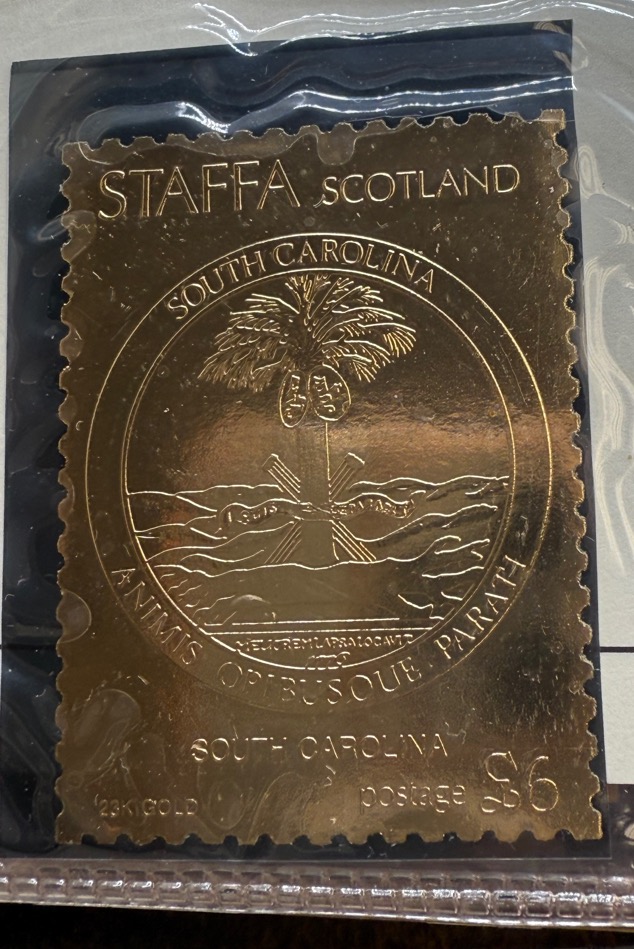 STAFFA SCOTLAND
SOUTH CAROLINA
ANIMIS OPIBUSQUE PARATI
SOUTH CAROLINA
23K GOLD
postage £6